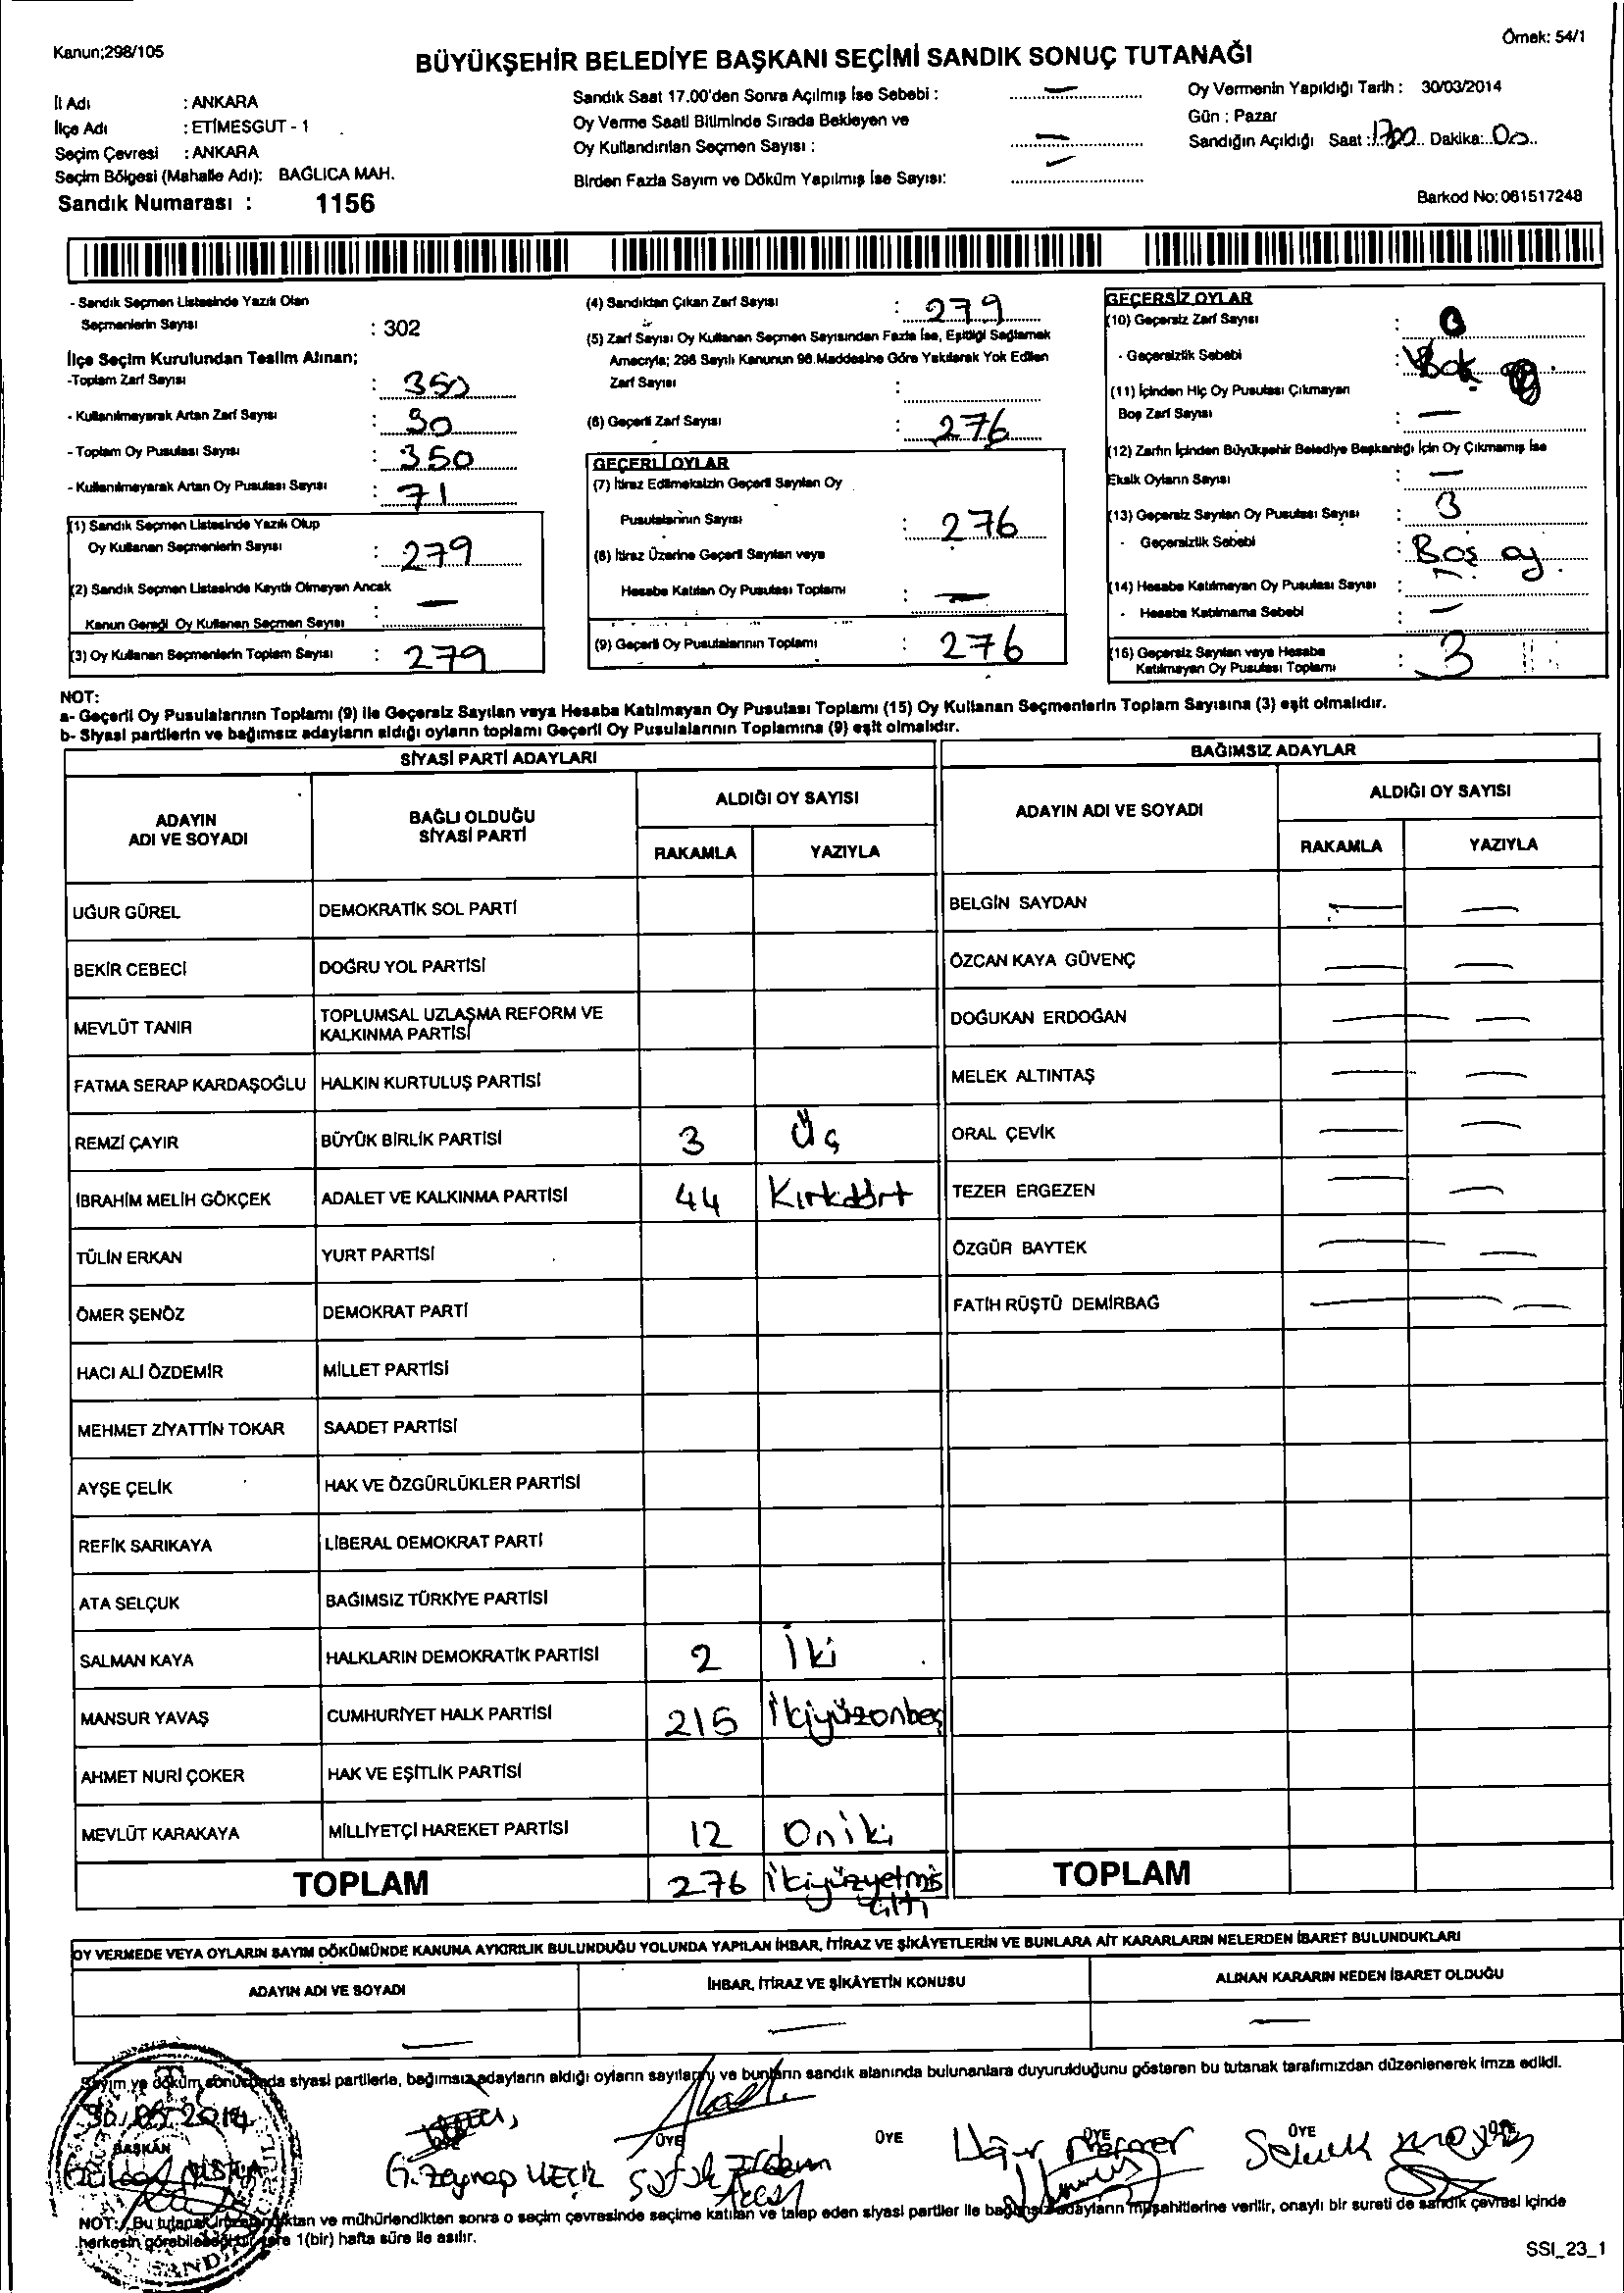 Kanun;298/105
Örnek: 54/1
BÜYÜKŞEHİR BELEDİYE BAŞKANI SEÇİMİ SANDIK SONUÇ TUTANAĞI
İl Adı : ANKARA
İlçe Adı : ETİMESGUT - 1
Seçim Çevresi : ANKARA
Seçim Bölgesi (Mahalle Adı): BAĞLICA MAH.
Sandık Numarası : 1156
Sandık Saat 17.00'den Sonra Açılmış İse Sebebi : —
Oy Verme Saati Bitiminde Sırada Bekleyen ve
Oy Kullandırılan Seçmen Sayısı : —
Birden Fazla Sayım ve Döküm Yapılmış İse Sayısı: —
Oy Vermenin Yapıldığı Tarih : 30/03/2014
Gün : Pazar
Sandığın Açıldığı Saat : 1700 Dakika: 00
Barkod No: 061517248
- Sandık Seçmen Listesinde Yazılı Olan
Seçmenlerin Sayısı : 302
İlçe Seçim Kurulundan Teslim Alınan;
-Toplam Zarf Sayısı : 350
- Kullanılmayarak Artan Zarf Sayısı : 90
- Toplam Oy Pusulası Sayısı : 350
- Kullanılmayarak Artan Oy Pusulası Sayısı : 71
(1) Sandık Seçmen Listesinde Yazılı Olup
Oy Kullanan Seçmenlerin Sayısı : 279
(2) Sandık Seçmen Listesinde Kayıtlı Olmayan Ancak
Kanun Gereği Oy Kullanan Seçmen Sayısı : —
(3) Oy Kullanan Seçmenlerin Toplam Sayısı : 279
(4) Sandıktan Çıkan Zarf Sayısı : 279
(5) Zarf Sayısı Oy Kullanan Seçmen Sayısından Fazla İse, Eşitliği Sağlamak
Amacıyla; 298 Sayılı Kanunun 98.Maddesine Göre Yakılarak Yok Edilen
Zarf Sayısı :
(6) Geçerli Zarf Sayısı : 276
GEÇERLİ OYLAR
(7) İtiraz Edilmeksizin Geçerli Sayılan Oy
Pusulalarının Sayısı : 276
(8) İtiraz Üzerine Geçerli Sayılan veya
Hesaba Katılan Oy Pusulası Toplamı : —
(9) Geçerli Oy Pusulalarının Toplamı : 276
GEÇERSİZ OYLAR
(10) Geçersiz Zarf Sayısı : 0
- Geçersizlik Sebebi : Yok
(11) İçinden Hiç Oy Pusulası Çıkmayan
Boş Zarf Sayısı : —
(12) Zarfın İçinden Büyükşehir Belediye Başkanlığı İçin Oy Çıkmamış İse
Eksik Oyların Sayısı : —
(13) Geçersiz Sayılan Oy Pusulası Sayısı : 3
- Geçersizlik Sebebi : Boş oy
(14) Hesaba Katılmayan Oy Pusulası Sayısı :
- Hesaba Katılmama Sebebi : —
(15) Geçersiz Sayılan veya Hesaba
Katılmayan Oy Pusulası Toplamı : 3
NOT:
a- Geçerli Oy Pusulalarının Toplamı (9) ile Geçersiz Sayılan veya Hesaba Katılmayan Oy Pusulası Toplamı (15) Oy Kullanan Seçmenlerin Toplam Sayısına (3) eşit olmalıdır.
b- Siyasi partilerin ve bağımsız adayların aldığı oyların toplamı Geçerli Oy Pusulalarının Toplamına (9) eşit olmalıdır.
SİYASİ PARTİ ADAYLARI
BAĞIMSIZ ADAYLAR
ADAYIN
ADI VE SOYADI
BAĞLI OLDUĞU
SİYASİ PARTİ
ALDIĞI OY SAYISI
RAKAMLA YAZIYLA
ADAYIN ADI VE SOYADI
ALDIĞI OY SAYISI
RAKAMLA YAZIYLA
UĞUR GÜREL DEMOKRATİK SOL PARTİ BELGİN SAYDAN — —
BEKİR CEBECİ DOĞRU YOL PARTİSİ ÖZCAN KAYA GÜVENÇ — —
MEVLÜT TANIR TOPLUMSAL UZLAŞMA REFORM VE
KALKINMA PARTİSİ DOĞUKAN ERDOĞAN — —
FATMA SERAP KARDAŞOĞLU HALKIN KURTULUŞ PARTİSİ MELEK ALTINTAŞ — —
REMZİ ÇAYIR BÜYÜK BİRLİK PARTİSİ 3 Üç ORAL ÇEVİK — —
İBRAHİM MELİH GÖKÇEK ADALET VE KALKINMA PARTİSİ 44 Kırkdört TEZER ERGEZEN — —
TÜLİN ERKAN YURT PARTİSİ ÖZGÜR BAYTEK — —
ÖMER ŞENÖZ DEMOKRAT PARTİ FATİH RÜŞTÜ DEMİRBAĞ — —
HACI ALİ ÖZDEMİR MİLLET PARTİSİ
MEHMET ZİYATTİN TOKAR SAADET PARTİSİ
AYŞE ÇELİK HAK VE ÖZGÜRLÜKLER PARTİSİ
REFİK SARIKAYA LİBERAL DEMOKRAT PARTİ
ATA SELÇUK BAĞIMSIZ TÜRKİYE PARTİSİ
SALMAN KAYA HALKLARIN DEMOKRATİK PARTİSİ 2 İki
MANSUR YAVAŞ CUMHURİYET HALK PARTİSİ 215 İkiyüzonbeş
AHMET NURİ ÇOKER HAK VE EŞİTLİK PARTİSİ
MEVLÜT KARAKAYA MİLLİYETÇİ HAREKET PARTİSİ 12 Oniki
TOPLAM 276 İkiyüzyetmiş
altı
TOPLAM
OY VERMEDE VEYA OYLARIN SAYIM DÖKÜMÜNDE KANUNA AYKIRILIK BULUNDUĞU YOLUNDA YAPILAN İHBAR, İTİRAZ VE ŞİKÂYETLERİN VE BUNLARA AİT KARARLARIN NELERDEN İBARET BULUNDUKLARI
ADAYIN ADI VE SOYADI İHBAR, İTİRAZ VE ŞİKÂYETİN KONUSU ALINAN KARARIN NEDEN İBARET OLDUĞU
— — —
Sayım ve döküm sonucunda siyasi partilerle, bağımsız adayların aldığı oyların sayılarını ve bunların sandık alanında bulunanlara duyurulduğunu gösteren bu tutanak tarafımızdan düzenlenerek imza edildi.
30.03.2014
BAŞKAN ÜYE ÜYE ÜYE ÜYE ÜYE
G. Zeynep Uğur Selcuk
NOT: Bu tutanak imzalandıktan ve mühürlendikten sonra o seçim çevresinde seçime katılan ve talep eden siyasi partiler ile bağımsız adayların müşahitlerine verilir, onaylı bir sureti de sandık çevresi içinde
herkesin görebileceği bir yere 1(bir) hafta süre ile asılır.
SSI_23_1